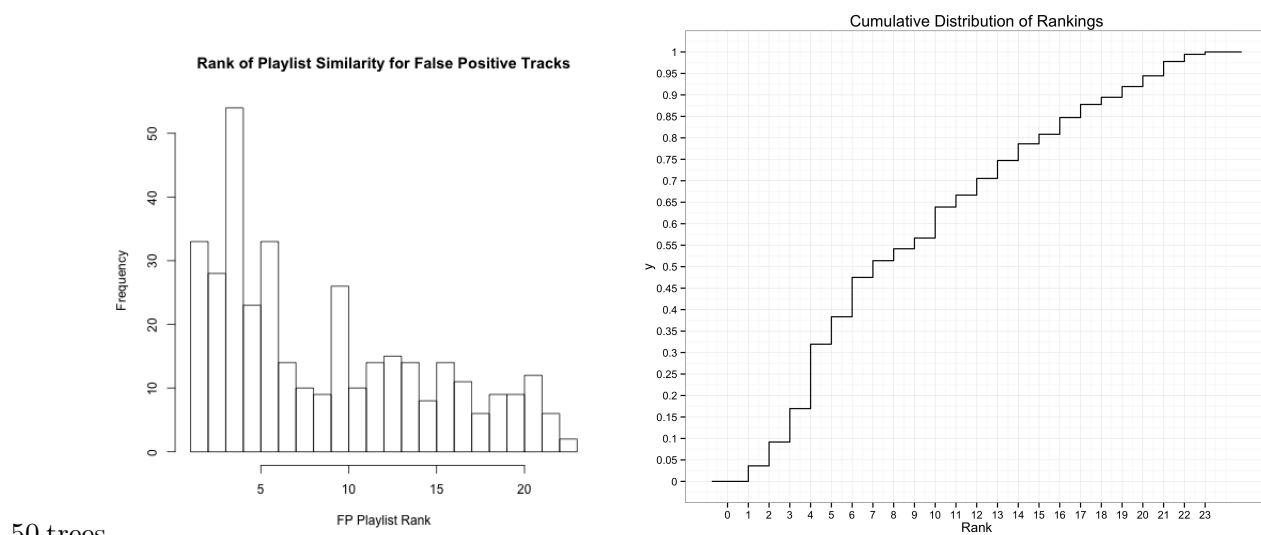 Rank of Playlist Similarity for False Positive Tracks
Frequency
0 10 20 30 40 50
5 10 15 20
FP Playlist Rank
Cumulative Distribution of Rankings
y
1
0.95
0.9
0.85
0.8
0.75
0.7
0.65
0.6
0.55
0.5
0.45
0.4
0.35
0.3
0.25
0.2
0.15
0.1
0.05
0
0 1 2 3 4 5 6 7 8 9 10 11 12 13 14 15 16 17 18 19 20 21 22 23
Rank
50 trees